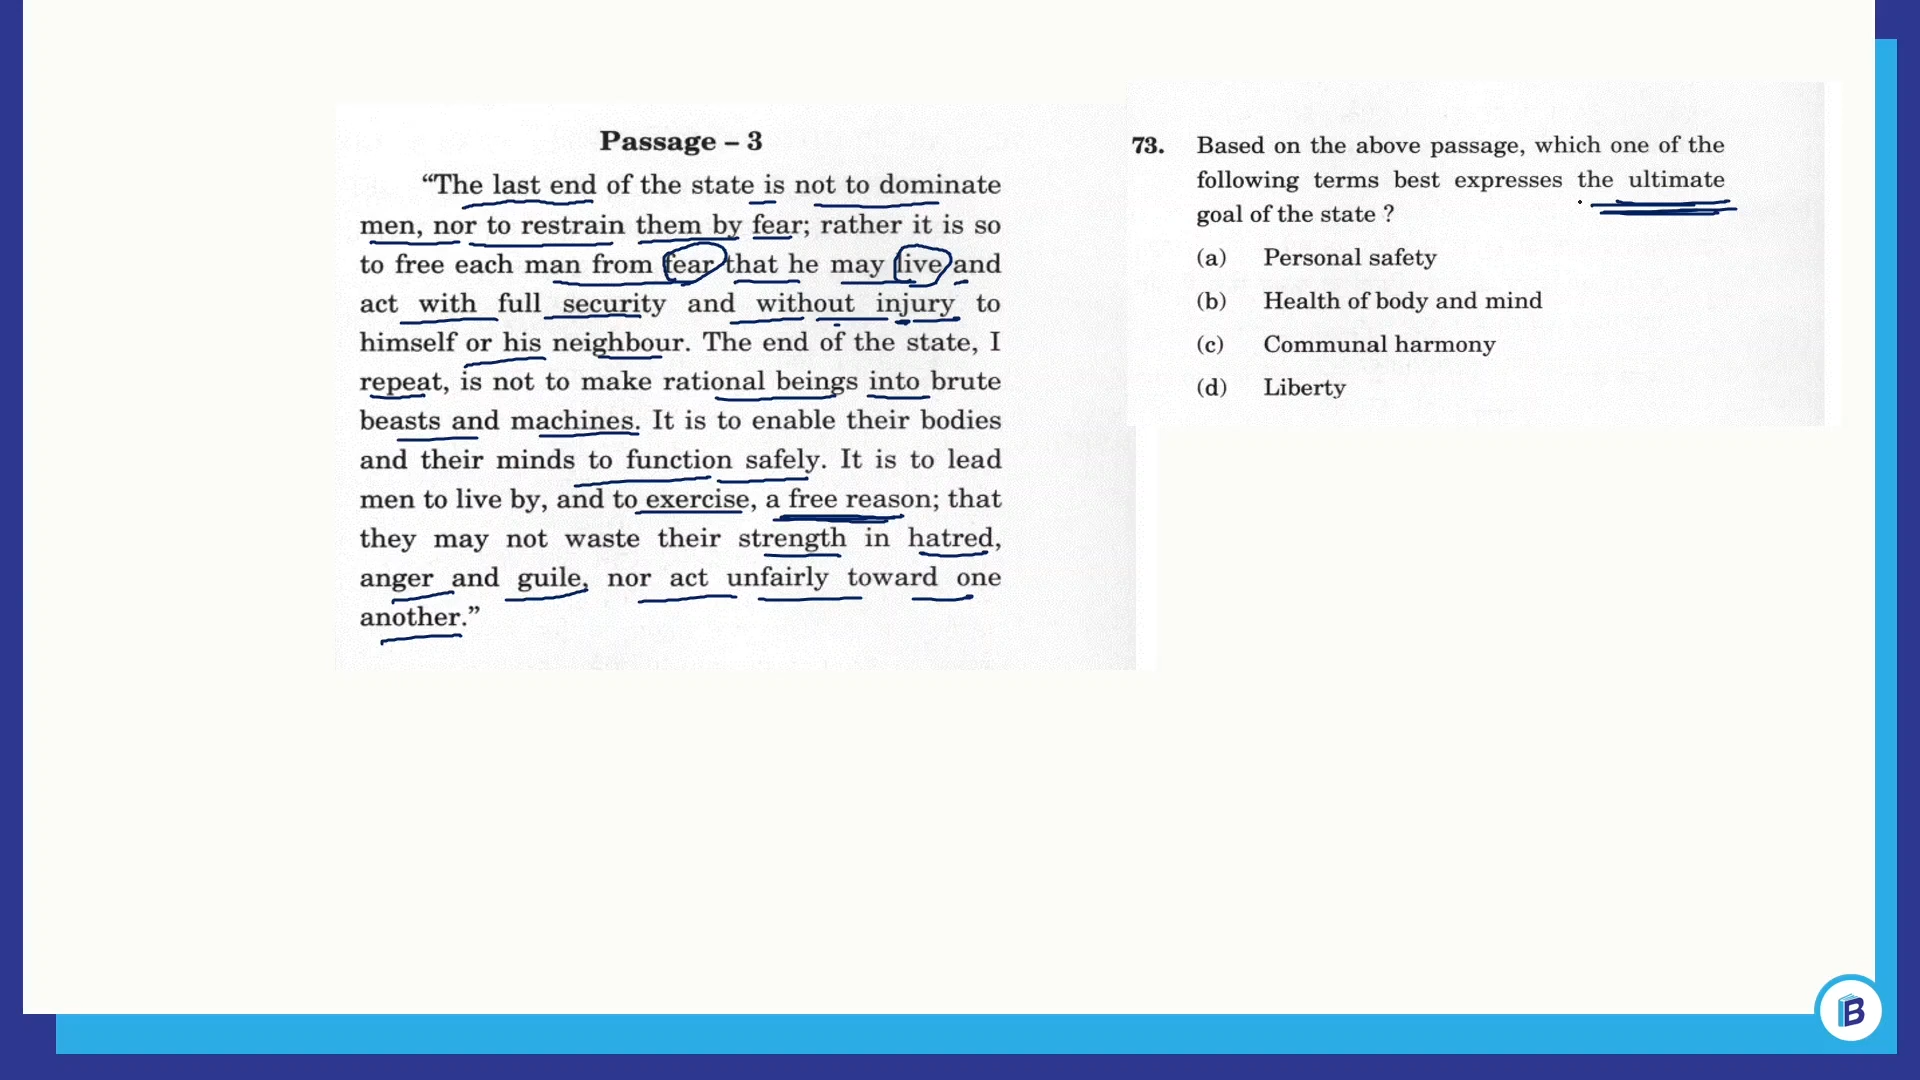 Passage – 3
“The last end of the state is not to dominate
men, nor to restrain them by fear; rather it is so
to free each man from fear that he may live and
act with full security and without injury to
himself or his neighbour. The end of the state, I
repeat, is not to make rational beings into brute
beasts and machines. It is to enable their bodies
and their minds to function safely. It is to lead
men to live by, and to exercise, a free reason; that
they may not waste their strength in hatred,
anger and guile, nor act unfairly toward one
another.”
73. Based on the above passage, which one of the
following terms best expresses the ultimate
goal of the state ?
(a) Personal safety
(b) Health of body and mind
(c) Communal harmony
(d) Liberty
B